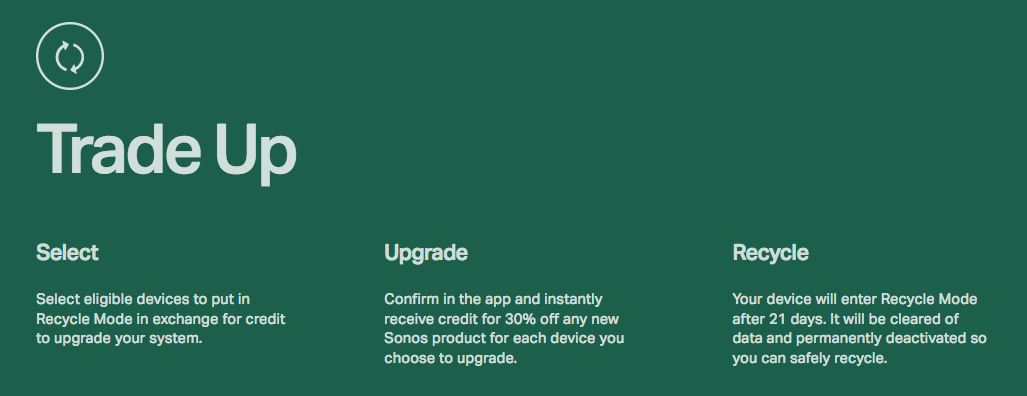 Trade Up
Select
Select eligible devices to put in
Recycle Mode in exchange for credit
to upgrade your system.
Upgrade
Confirm in the app and instantly
receive credit for 30% off any new
Sonos product for each device you
choose to upgrade.
Recycle
Your device will enter Recycle Mode
after 21 days. It will be cleared of
data and permanently deactivated so
you can safely recycle.